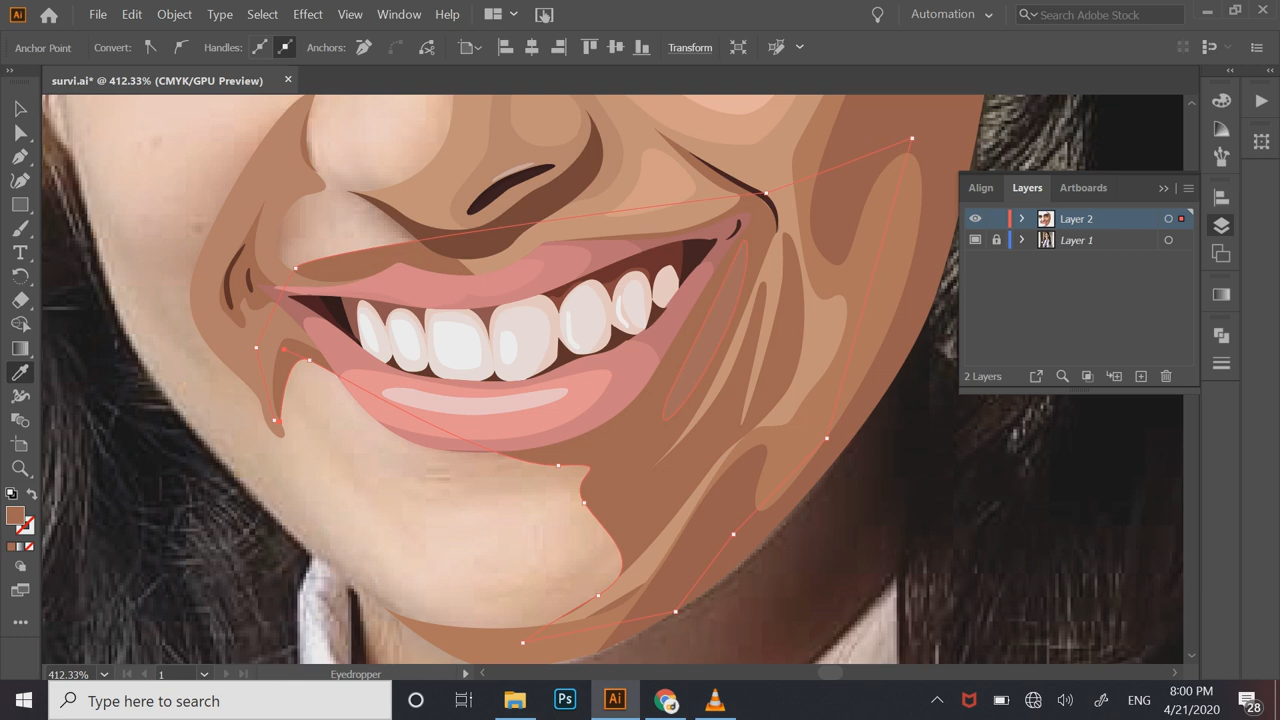 Ai File Edit Object Type Select Effect View Window Help Automation Search Adobe Stock
Anchor Point Convert: Handles: Anchors: Transform
survi.ai* @ 412.33% (CMYK/GPU Preview)
Align Layers Artboards
Layer 2
Layer 1
2 Layers
412.33% 1 Eyedropper
Type here to search Ps Ai ENG 8:00 PM
4/21/2020 28